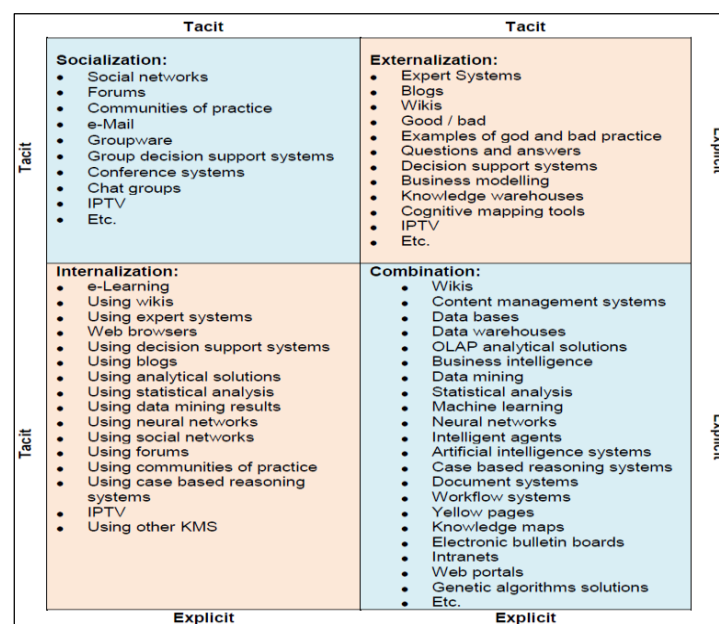 Tacit
Tacit
Tacit
Socialization:
• Social networks
• Forums
• Communities of practice
• e-Mail
• Groupware
• Group decision support systems
• Conference systems
• Chat groups
• IPTV
• Etc.
Externalization:
• Expert Systems
• Blogs
• Wikis
• Good / bad
• Examples of god and bad practice
• Questions and answers
• Decision support systems
• Business modelling
• Knowledge warehouses
• Cognitive mapping tools
• IPTV
• Etc.
Explicit
Tacit
Internalization:
• e-Learning
• Using wikis
• Using expert systems
• Web browsers
• Using decision support systems
• Using blogs
• Using analytical solutions
• Using statistical analysis
• Using data mining results
• Using neural networks
• Using social networks
• Using forums
• Using communities of practice
• Using case based reasoning
systems
• IPTV
• Using other KMS
Combination:
• Wikis
• Content management systems
• Data bases
• Data warehouses
• OLAP analytical solutions
• Business intelligence
• Data mining
• Statistical analysis
• Machine learning
• Neural networks
• Intelligent agents
• Artificial intelligence systems
• Case based reasoning systems
• Document systems
• Workflow systems
• Yellow pages
• Knowledge maps
• Electronic bulletin boards
• Intranets
• Web portals
• Genetic algorithms solutions
• Etc.
Explicit
Explicit
Explicit